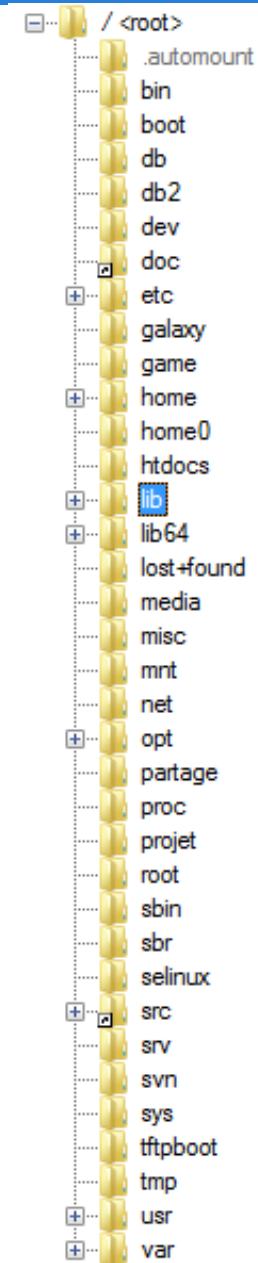 / <root>
.automount
bin
boot
db
db2
dev
doc
etc
galaxy
game
home
home0
htdocs
lib
lib64
lost+found
media
misc
mnt
net
opt
partage
proc
projet
root
sbin
sbr
selinux
src
srv
svn
sys
tftpboot
tmp
usr
var